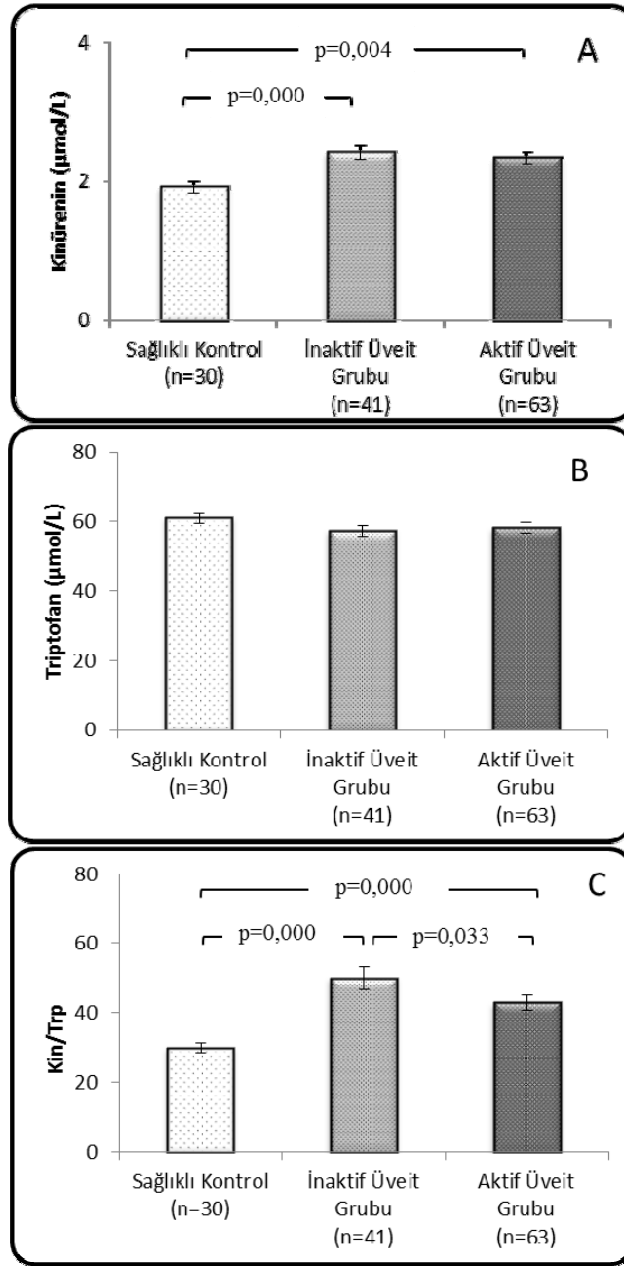 A
p=0,004
p=0,000
Kinürenin (µmol/L)
4
2
0
Sağlıklı Kontrol
(n=30)
İnaktif Üveit
Grubu
(n=41)
Aktif Üveit
Grubu
(n=63)
B
Triptofan (µmol/L)
80
60
40
20
0
Sağlıklı Kontrol
(n=30)
İnaktif Üveit
Grubu
(n=41)
Aktif Üveit
Grubu
(n=63)
C
p=0,000
p=0,000
p=0,033
Kin/Trp
80
60
40
20
0
Sağlıklı Kontrol
(n=30)
İnaktif Üveit
Grubu
(n=41)
Aktif Üveit
Grubu
(n=63)